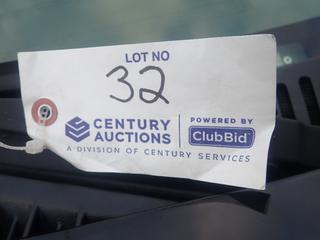 LOT NO
32
CENTURY
AUCTIONS
POWERED BY
ClubBid
A DIVISION OF CENTURY SERVICES